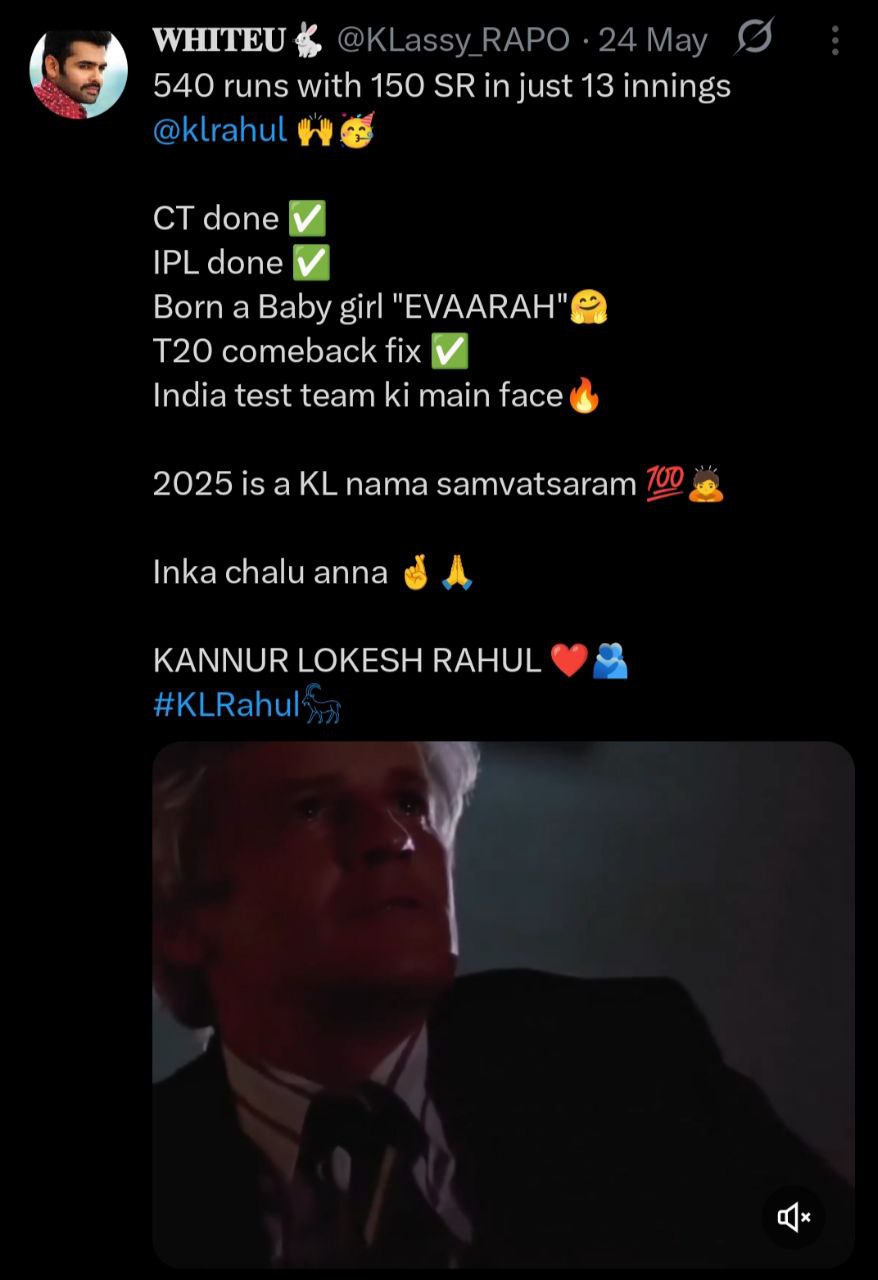 WHITEU🐇 @KLassy_RAPO · 24 May
540 runs with 150 SR in just 13 innings
@klrahul 🙌🥳
CT done ✅
IPL done ✅
Born a Baby girl "EVAARAH"🤗
T20 comeback fix ✅
India test team ki main face🔥
2025 is a KL nama samvatsaram 💯🙇
Inka chalu anna 🤞🙏
KANNUR LOKESH RAHUL ❤️🫂
#KLRahul𓃵